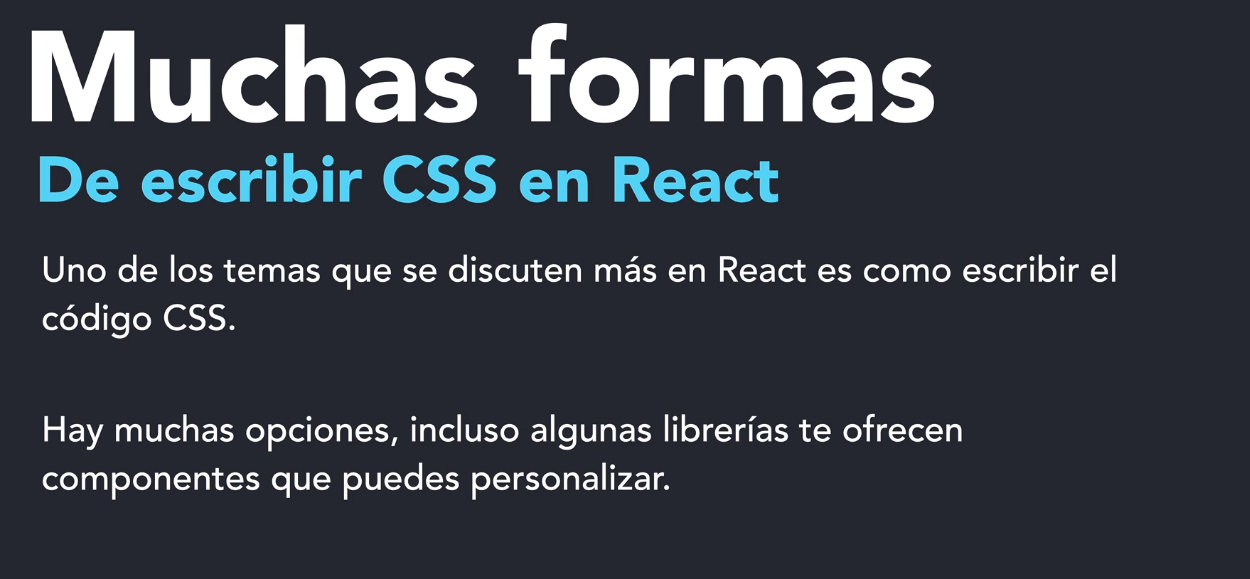 Muchas formas
De escribir CSS en React
Uno de los temas que se discuten más en React es como escribir el
código CSS.
Hay muchas opciones, incluso algunas librerías te ofrecen
componentes que puedes personalizar.